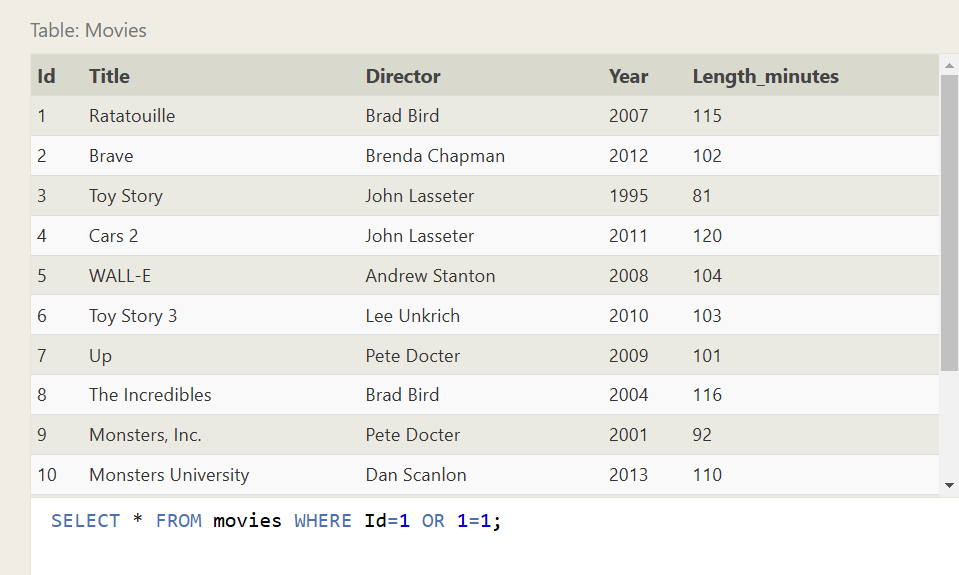 Table: Movies
Id Title Director Year Length_minutes
1 Ratatouille Brad Bird 2007 115
2 Brave Brenda Chapman 2012 102
3 Toy Story John Lasseter 1995 81
4 Cars 2 John Lasseter 2011 120
5 WALL-E Andrew Stanton 2008 104
6 Toy Story 3 Lee Unkrich 2010 103
7 Up Pete Docter 2009 101
8 The Incredibles Brad Bird 2004 116
9 Monsters, Inc. Pete Docter 2001 92
10 Monsters University Dan Scanlon 2013 110
SELECT * FROM movies WHERE Id=1 OR 1=1;